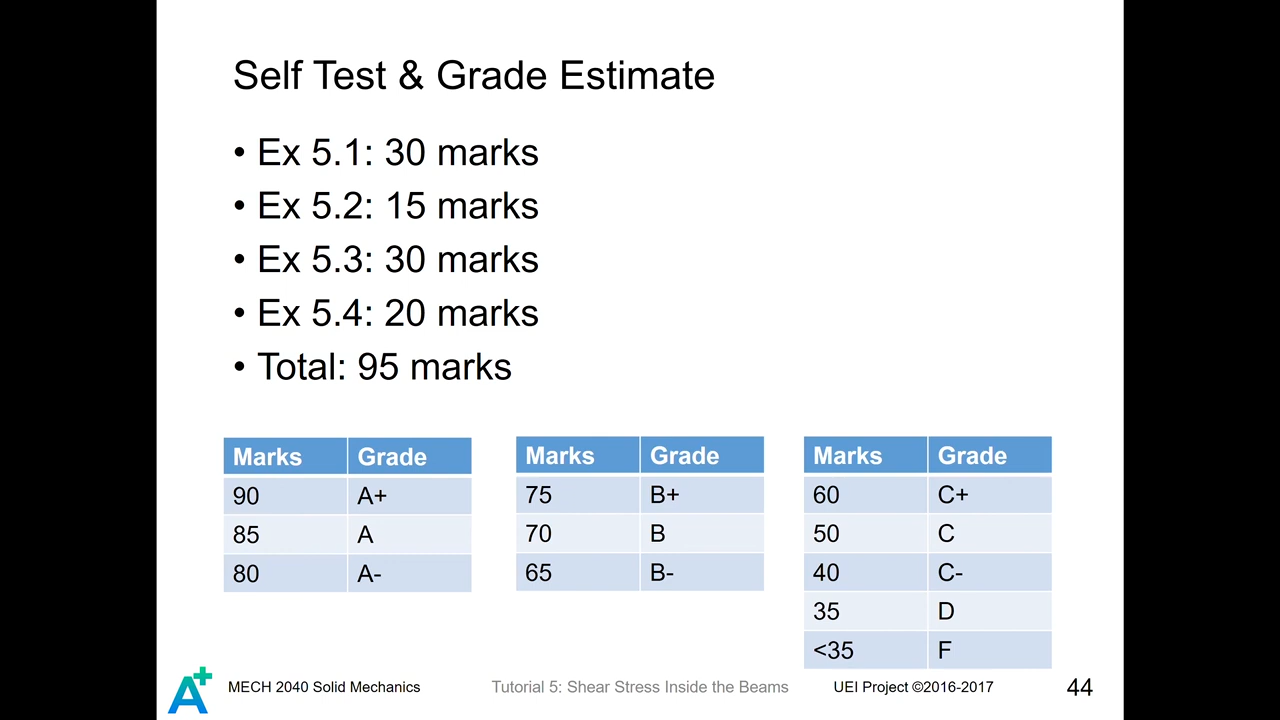 Self Test & Grade Estimate
• Ex 5.1: 30 marks
• Ex 5.2: 15 marks
• Ex 5.3: 30 marks
• Ex 5.4: 20 marks
• Total: 95 marks
Marks Grade
90 A+
85 A
80 A-
Marks Grade
75 B+
70 B
65 B-
Marks Grade
60 C+
50 C
40 C-
35 D
<35 F
A+
MECH 2040 Solid Mechanics
Tutorial 5: Shear Stress Inside the Beams
UEI Project ©2016-2017
44